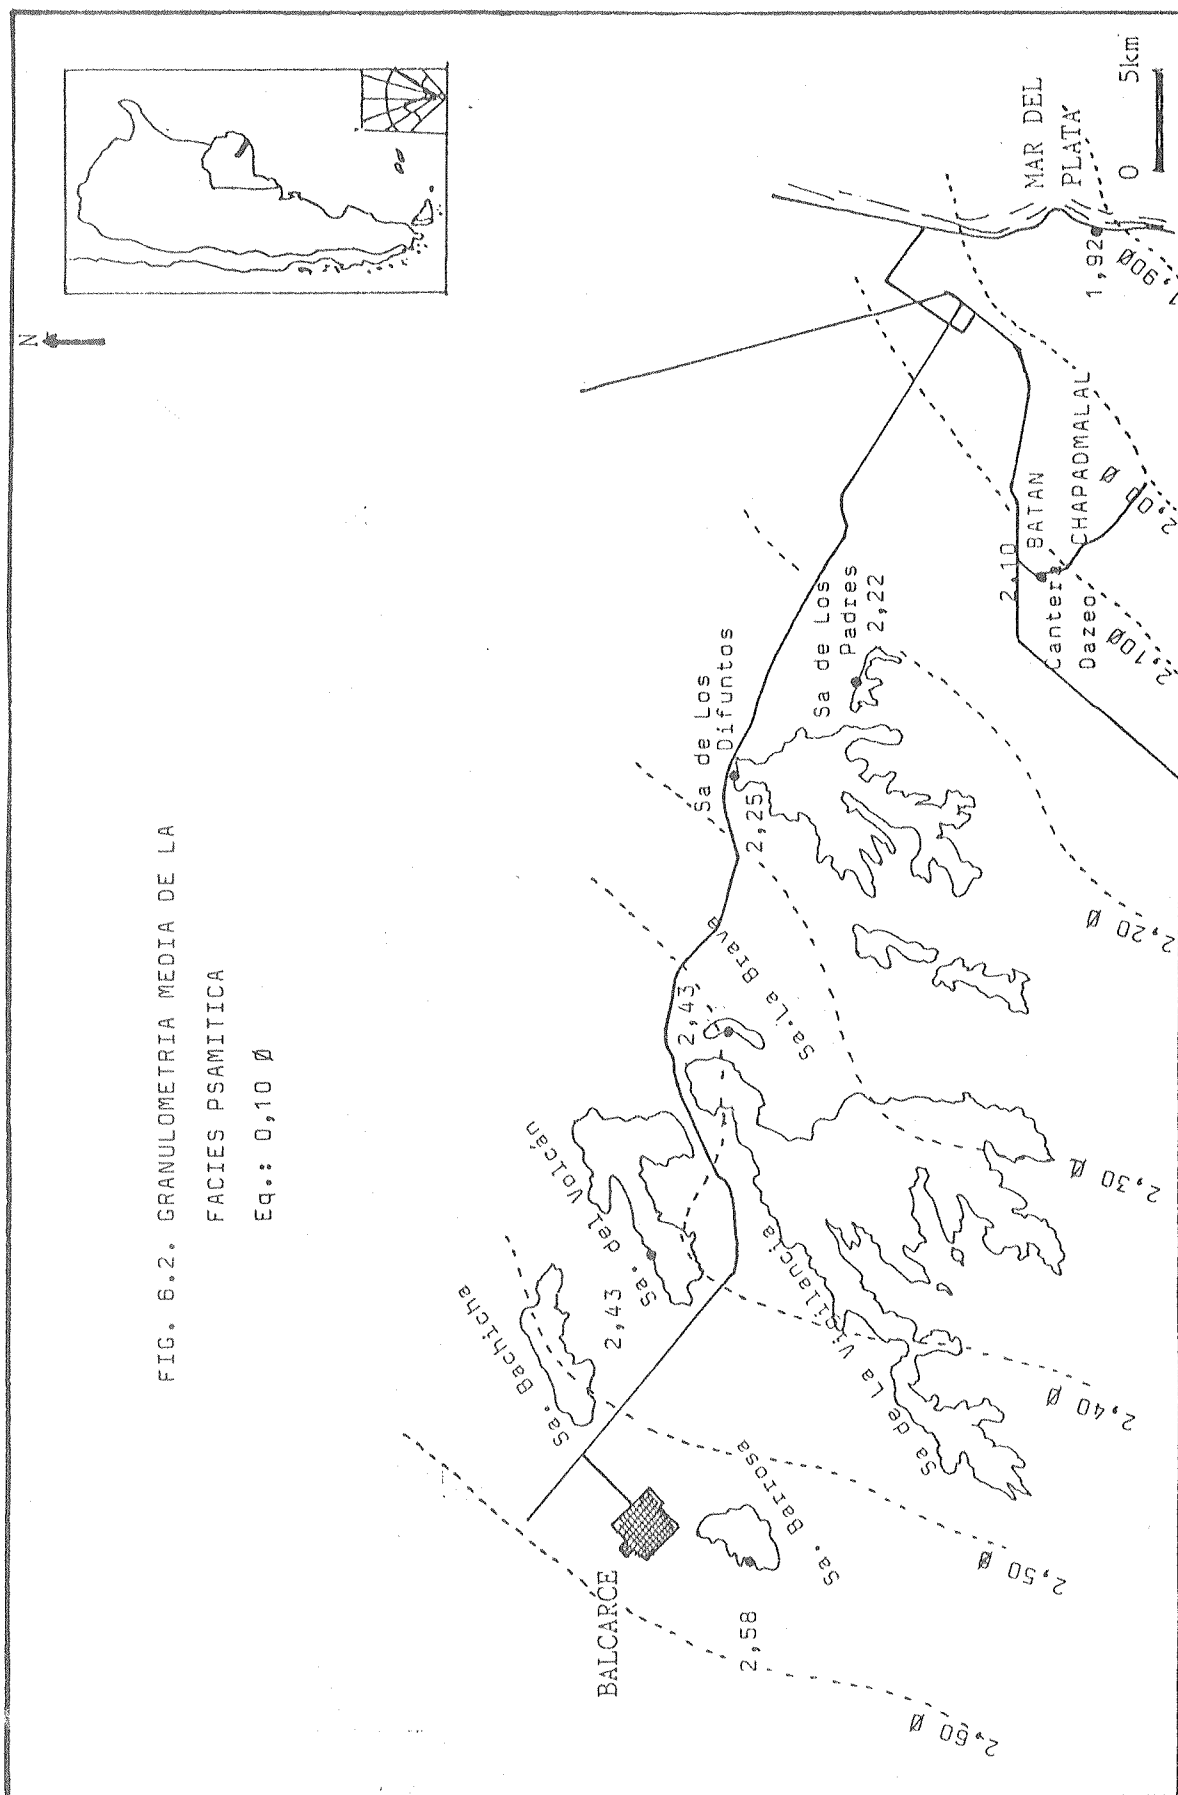 FIG. 6.2. GRANULOMETRIA MEDIA DE LA
FACIES PSAMITICA
Eq.: 0,10 Ø
N
BALCARCE
2,60 Ø
2,58
Sa. Barrosa
2,50 Ø
Sa. Bachicha
2,43
Sa. del Volcán
Sa de La Vigilancia
2,40 Ø
2,43
Sa. La Brava
2,30 Ø
Sa de Los
Difuntos
2,25
Sa de Los
Padres
2,22
2,20 Ø
2,10
BATAN
Cantera
Dazeo
2,10Ø
CHAPADMALAL
2,00
Ø
MAR DEL
PLATA
1,92
1,90Ø
0 5km